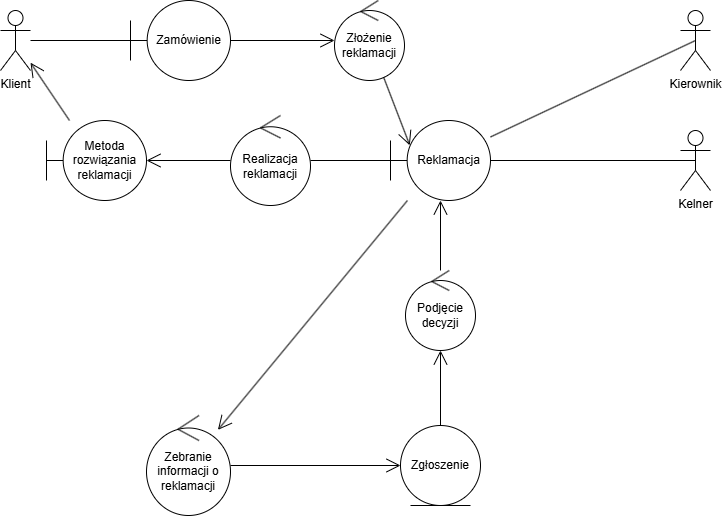 Zamówienie
Złożenie
reklamacji
Klient
Kierownik
Metoda
rozwiązania
reklamacji
Realizacja
reklamacji
Reklamacja
Kelner
Podjęcie
decyzji
Zebranie
informacji o
reklamacji
Zgłoszenie